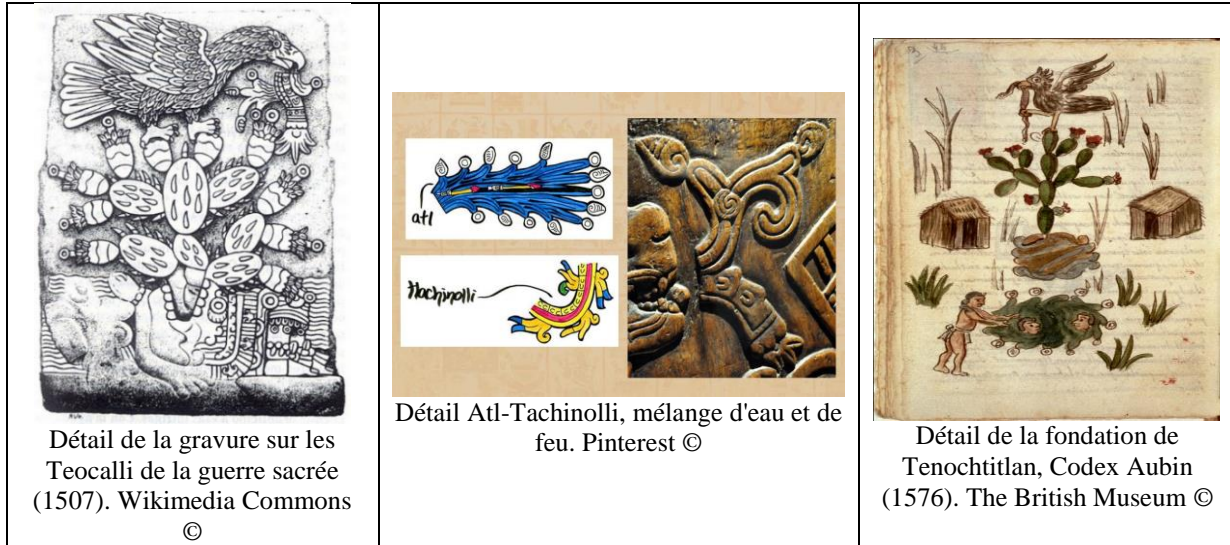 atl
tlachinolli
Détail de la gravure sur les
Teocalli de la guerre sacrée
(1507). Wikimedia Commons
©
Détail Atl-Tachinolli, mélange d'eau et de
feu. Pinterest ©
Détail de la fondation de
Tenochtitlan, Codex Aubin
(1576). The British Museum ©